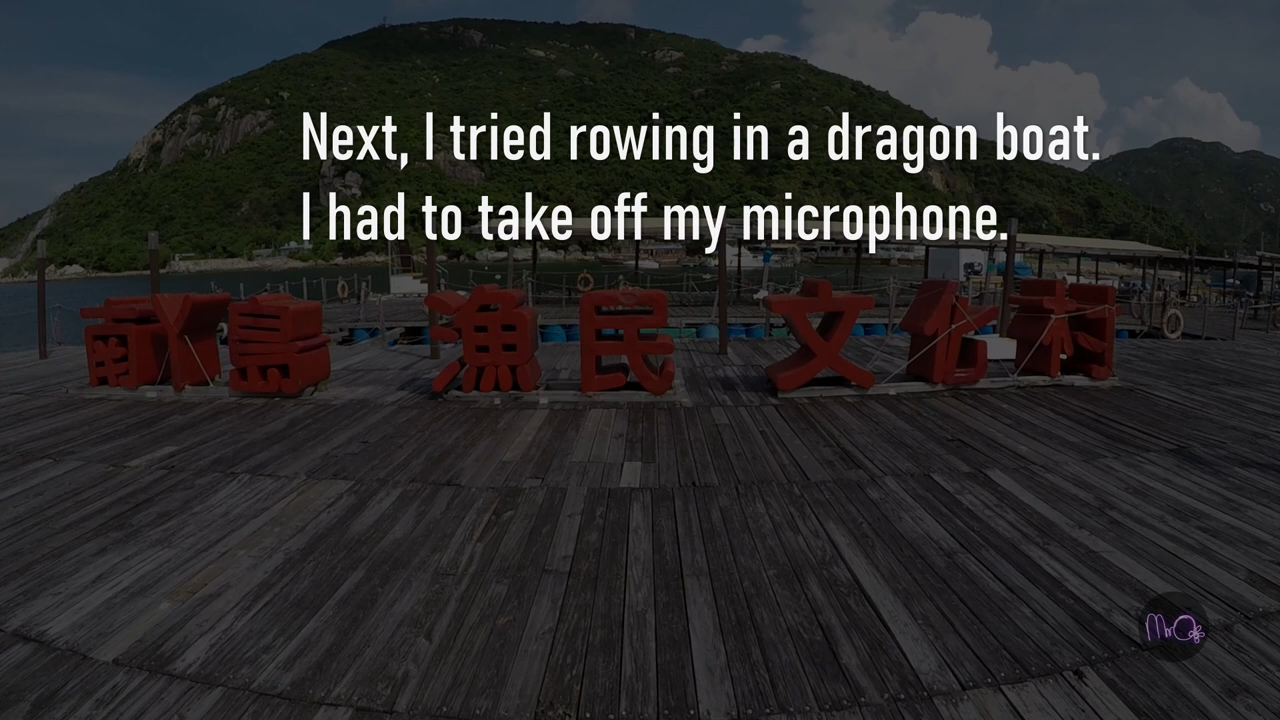 Next, I tried rowing in a dragon boat.
I had to take off my microphone.
南丫島 漁民 文化村